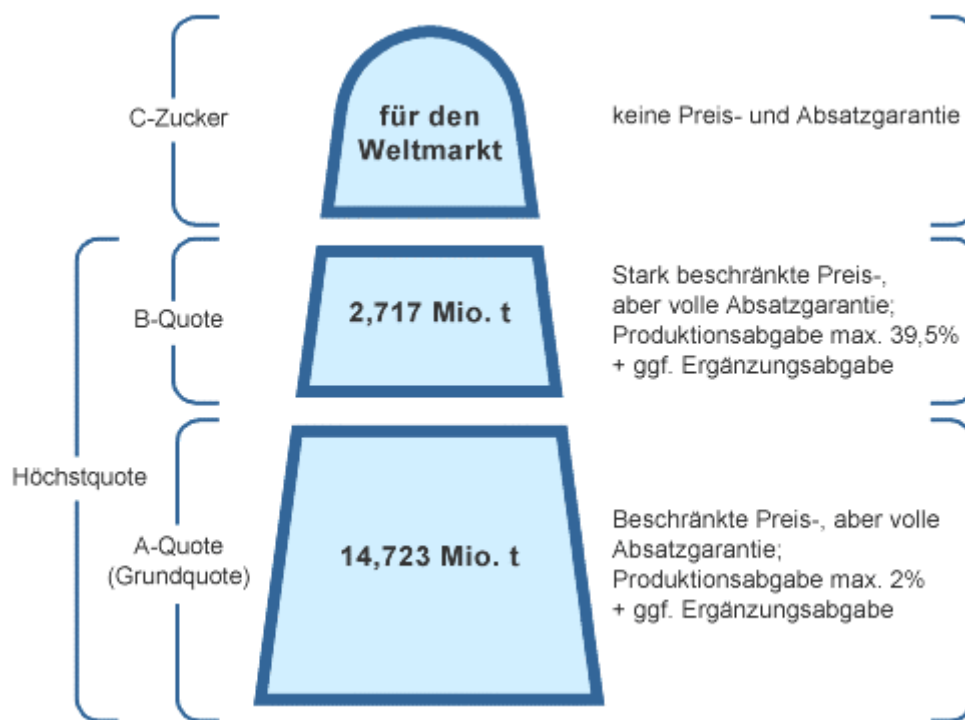 C-Zucker
für den
Weltmarkt
keine Preis- und Absatzgarantie
B-Quote
2,717 Mio. t
Stark beschränkte Preis-,
aber volle Absatzgarantie;
Produktionsabgabe max. 39,5%
+ ggf. Ergänzungsabgabe
Höchstquote
A-Quote
(Grundquote)
14,723 Mio. t
Beschränkte Preis-, aber volle
Absatzgarantie;
Produktionsabgabe max. 2%
+ ggf. Ergänzungsabgabe